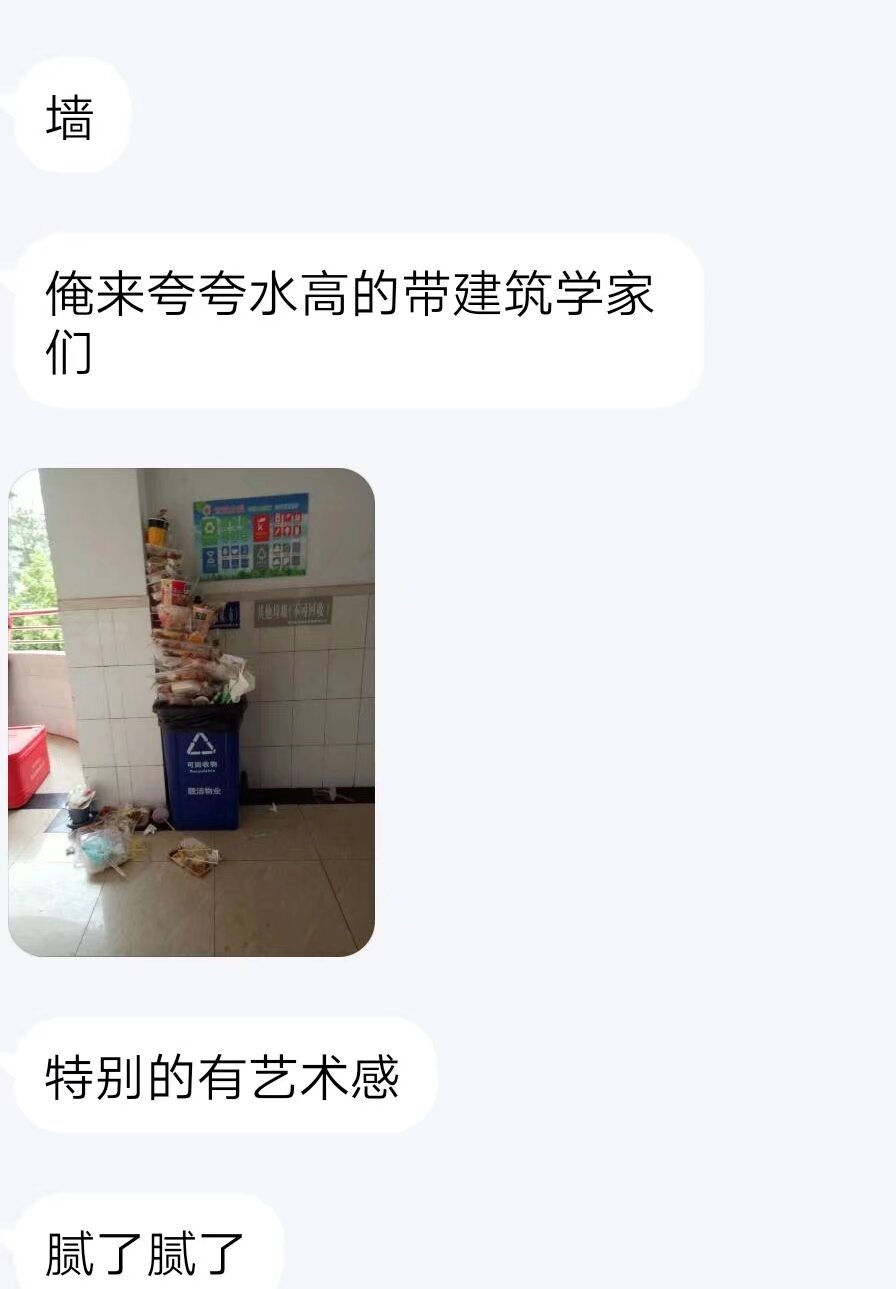 墙
俺来夸夸水高的带建筑学家
们
其他垃圾(不可回收)
可回收物
Recyclable
靓洁物业
特别的有艺术感
腻了腻了